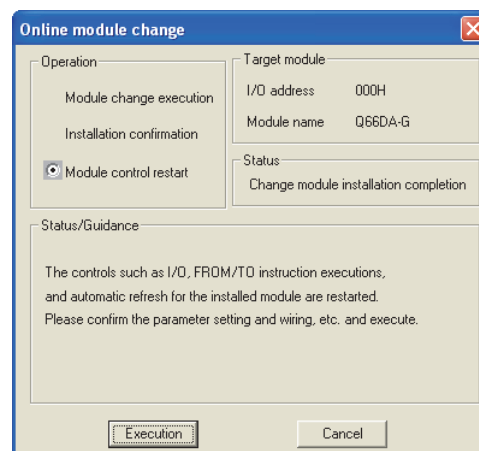 Online module change
Operation
Module change execution
Installation confirmation
Module control restart
Target module
I/O address 000H
Module name Q66DA-G
Status
Change module installation completion
Status/Guidance
The controls such as I/O, FROM/TO instruction executions,
and automatic refresh for the installed module are restarted.
Please confirm the parameter setting and wiring, etc. and execute.
Execution
Cancel